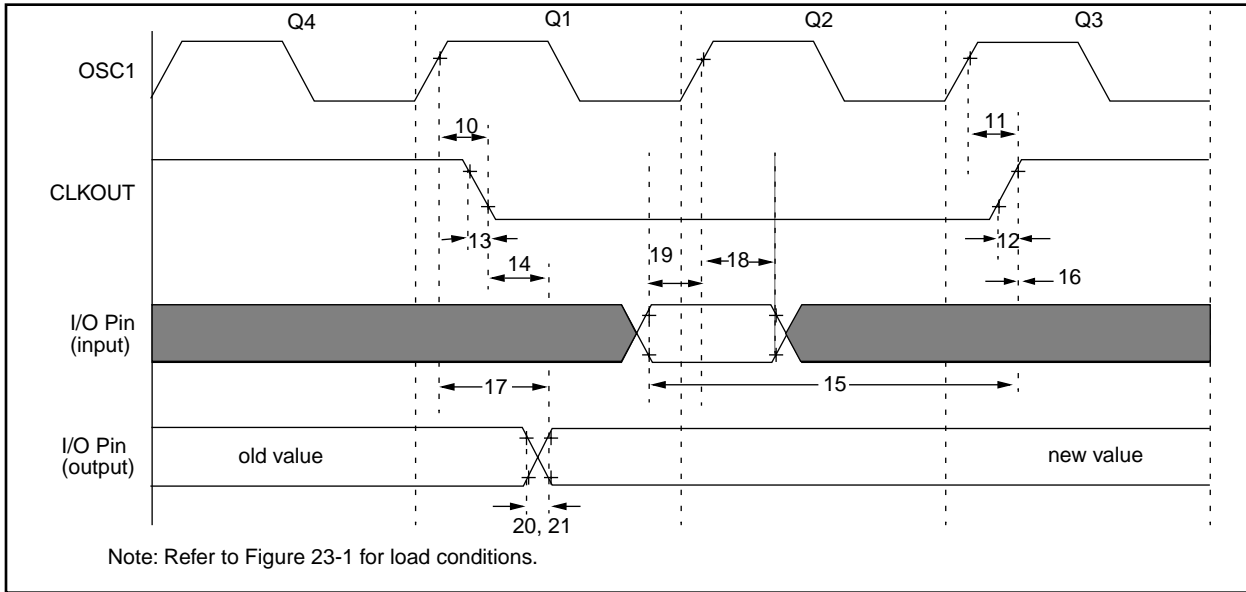 Q4 Q1 Q2 Q3
OSC1
10 11
CLKOUT
13 12
14 19 18
16
I/O Pin
(input)
17 15
I/O Pin
(output)
old value new value
20, 21
Note: Refer to Figure 23-1 for load conditions.